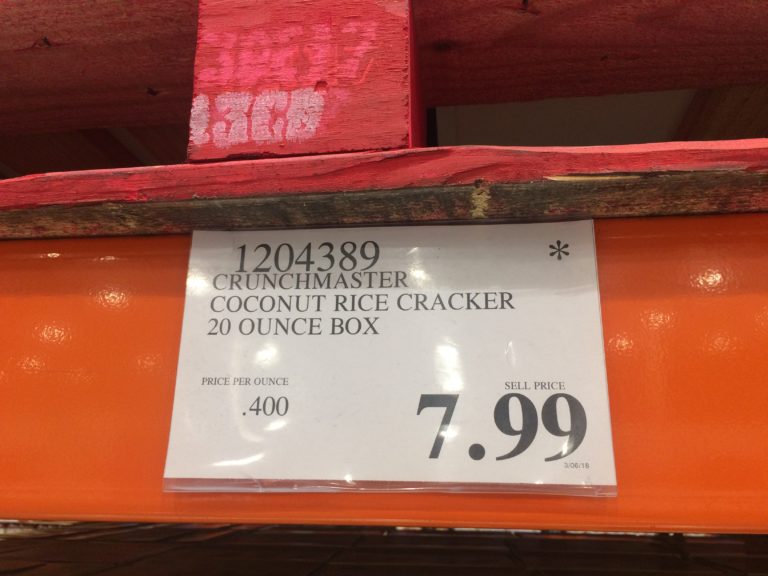 1204389 *
CRUNCHMASTER
COCONUT RICE CRACKER
20 OUNCE BOX
PRICE PER OUNCE
.400
SELL PRICE
7.99
3/06/18